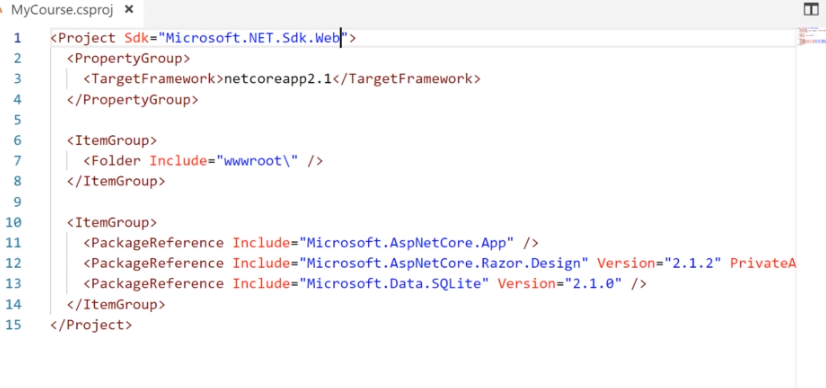 MyCourse.csproj ×
1 <Project Sdk="Microsoft.NET.Sdk.Web">
2 <PropertyGroup>
3 <TargetFramework>netcoreapp2.1</TargetFramework>
4 </PropertyGroup>
5
6 <ItemGroup>
7 <Folder Include="wwwroot\" />
8 </ItemGroup>
9
10 <ItemGroup>
11 <PackageReference Include="Microsoft.AspNetCore.App" />
12 <PackageReference Include="Microsoft.AspNetCore.Razor.Design" Version="2.1.2" PrivateA
13 <PackageReference Include="Microsoft.Data.SQLite" Version="2.1.0" />
14 </ItemGroup>
15 </Project>